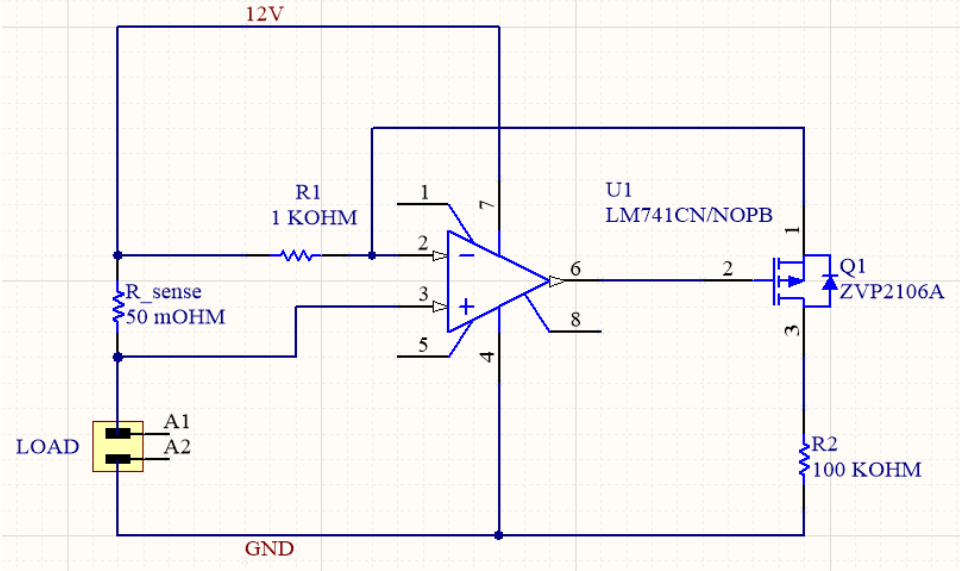 12V
R1
1 KOHM
1
7
U1
LM741CN/NOPB
1
2
6
2
Q1
ZVP2106A
R_sense
50 mOHM
3
8
3
5
4
A1
LOAD
A2
R2
100 KOHM
GND